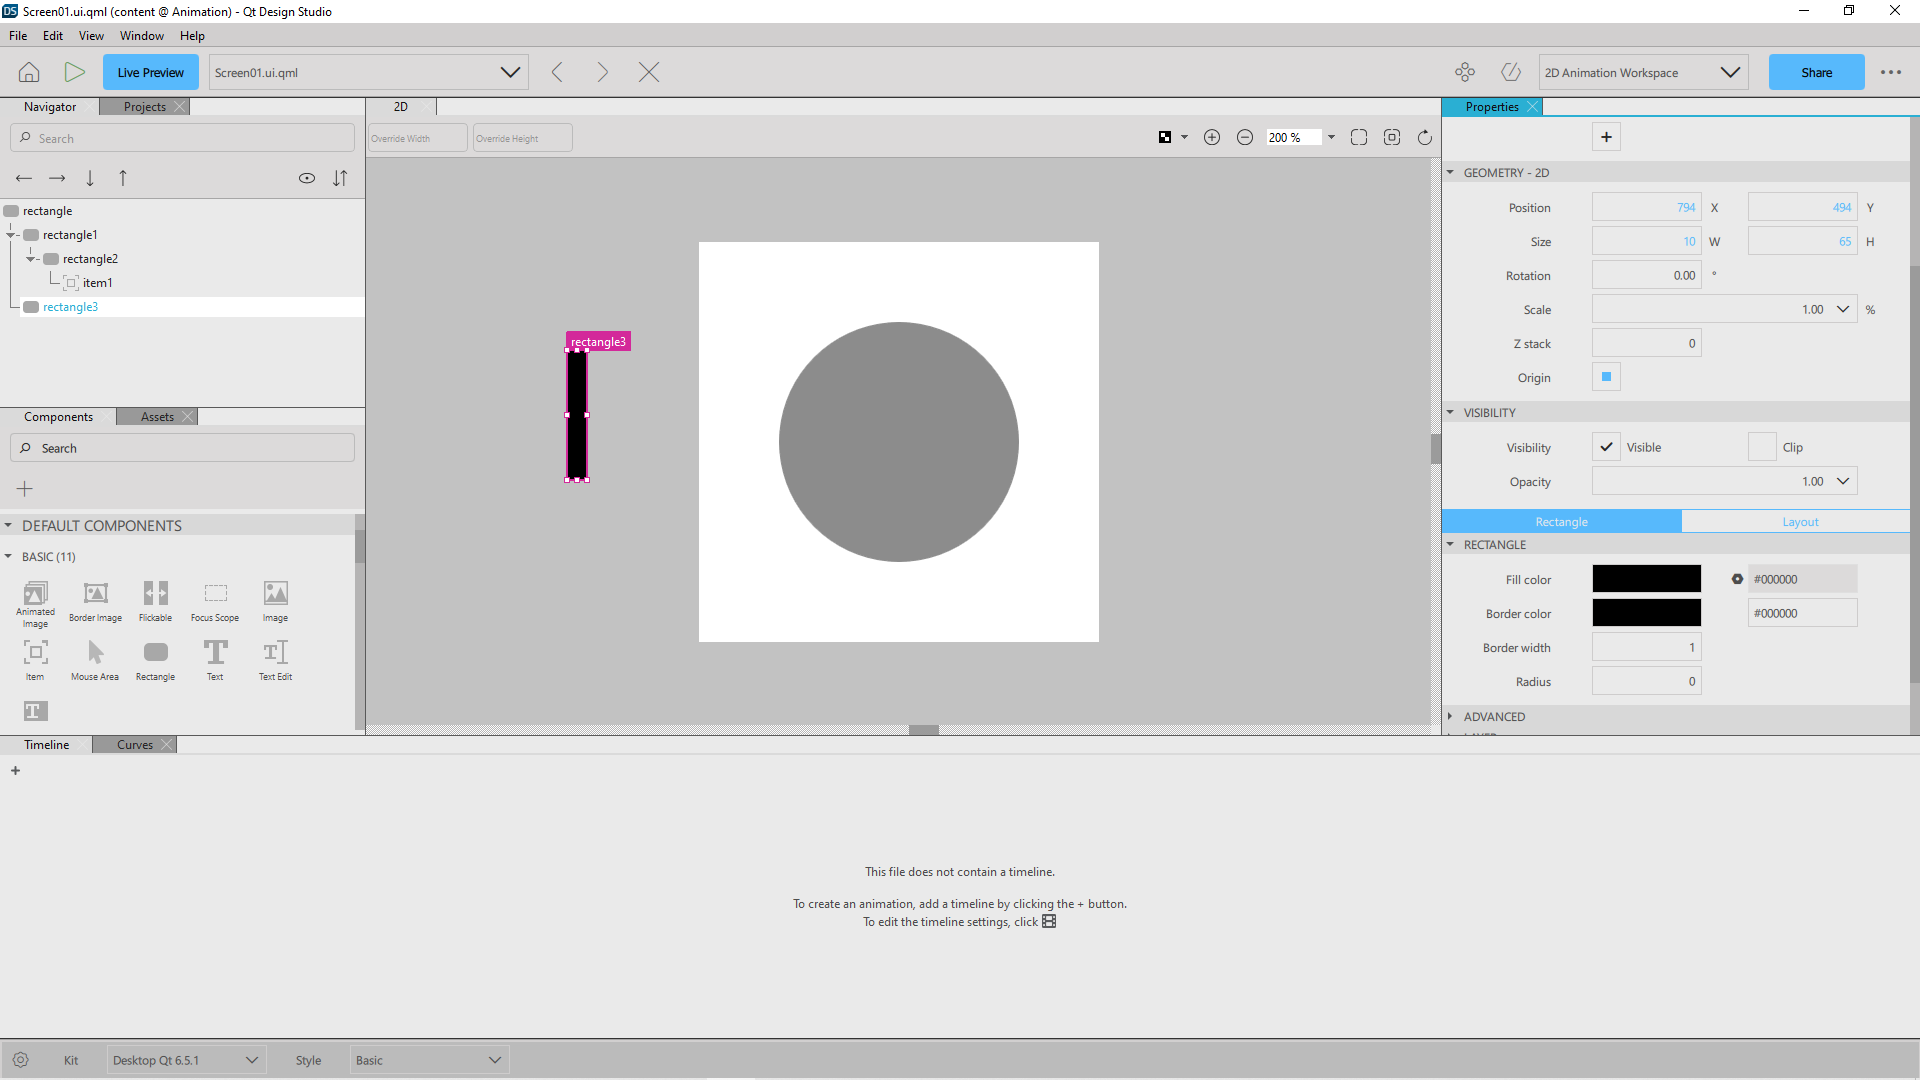 DS Screen01.ui.qml (content @ Animation) - Qt Design Studio
File Edit View Window Help
Live Preview Screen01.ui.qml 2D Animation Workspace Share
Navigator Projects 2D Properties
Search Override Width Override Height 200 %
GEOMETRY - 2D
Position 794 X 494 Y
Size 10 W 65 H
Rotation 0.00 °
Scale 1.00 %
Z stack 0
Origin
rectangle
rectangle1
rectangle2
item1
rectangle3
rectangle3
VISIBILITY
Visibility Visible Clip
Opacity 1.00
Rectangle Layout
RECTANGLE
Fill color #000000
Border color #000000
Border width 1
Radius 0
ADVANCED
Components Assets
Search
DEFAULT COMPONENTS
BASIC (11)
Animated Image Border Image Flickable Focus Scope Image
Item Mouse Area Rectangle Text Text Edit
Timeline Curves
This file does not contain a timeline.
To create an animation, add a timeline by clicking the + button.
To edit the timeline settings, click
Kit Desktop Qt 6.5.1 Style Basic